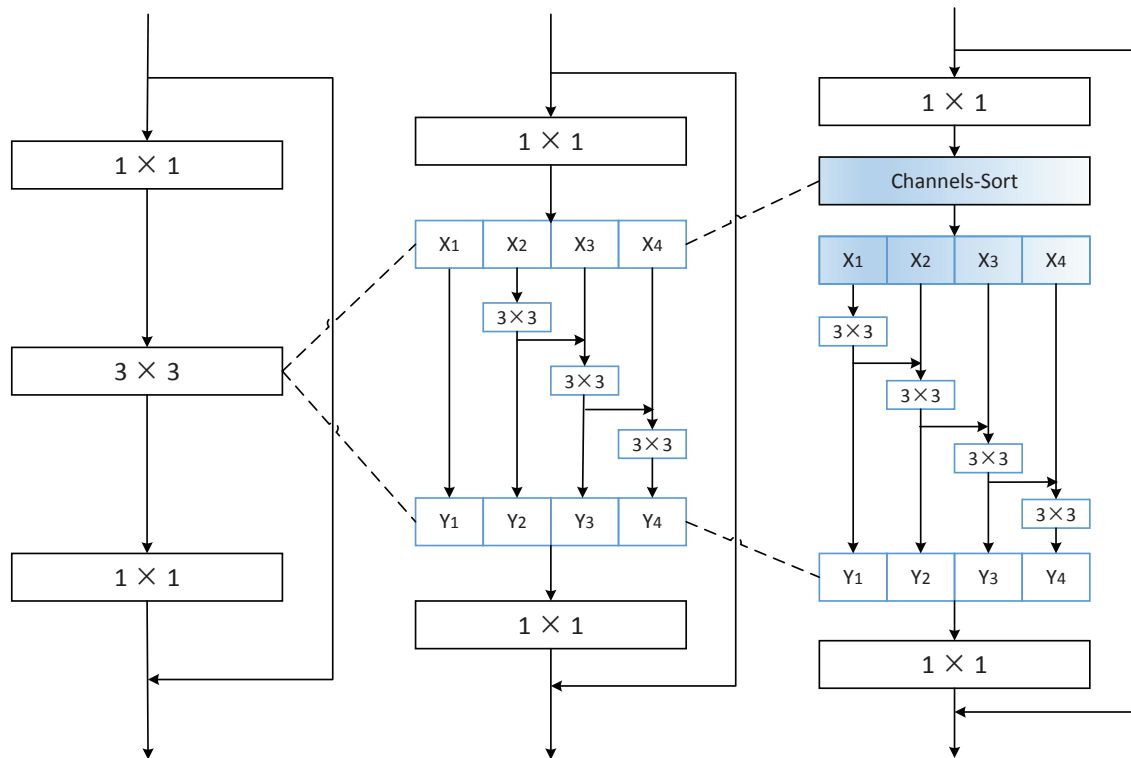 1 × 1
3 × 3
1 × 1
1 × 1
X1 X2 X3 X4
3×3
3×3
3×3
Y1 Y2 Y3 Y4
1 × 1
1 × 1
Channels-Sort
X1 X2 X3 X4
3×3
3×3
3×3
3×3
Y1 Y2 Y3 Y4
1 × 1